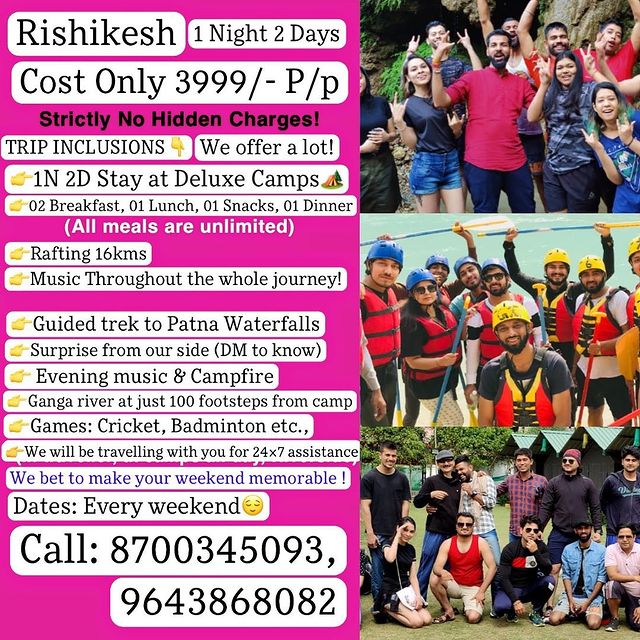 Rishikesh 1 Night 2 Days
Cost Only 3999/- P/p
Strictly No Hidden Charges!
TRIP INCLUSIONS👇 We offer a lot!
👉1N 2D Stay at Deluxe Camps🏕️
👉02 Breakfast, 01 Lunch, 01 Snacks, 01 Dinner
(All meals are unlimited)
👉Rafting 16kms
👉Music Throughout the whole journey!
👉Guided trek to Patna Waterfalls
👉Surprise from our side (DM to know)
👉 Evening music & Campfire
👉Ganga river at just 100 footsteps from camp
👉Games: Cricket, Badminton etc.,
👉We will be travelling with you for 24×7 assistance
We bet to make your weekend memorable !
Dates: Every weekend😌
Call: 8700345093,
9643868082